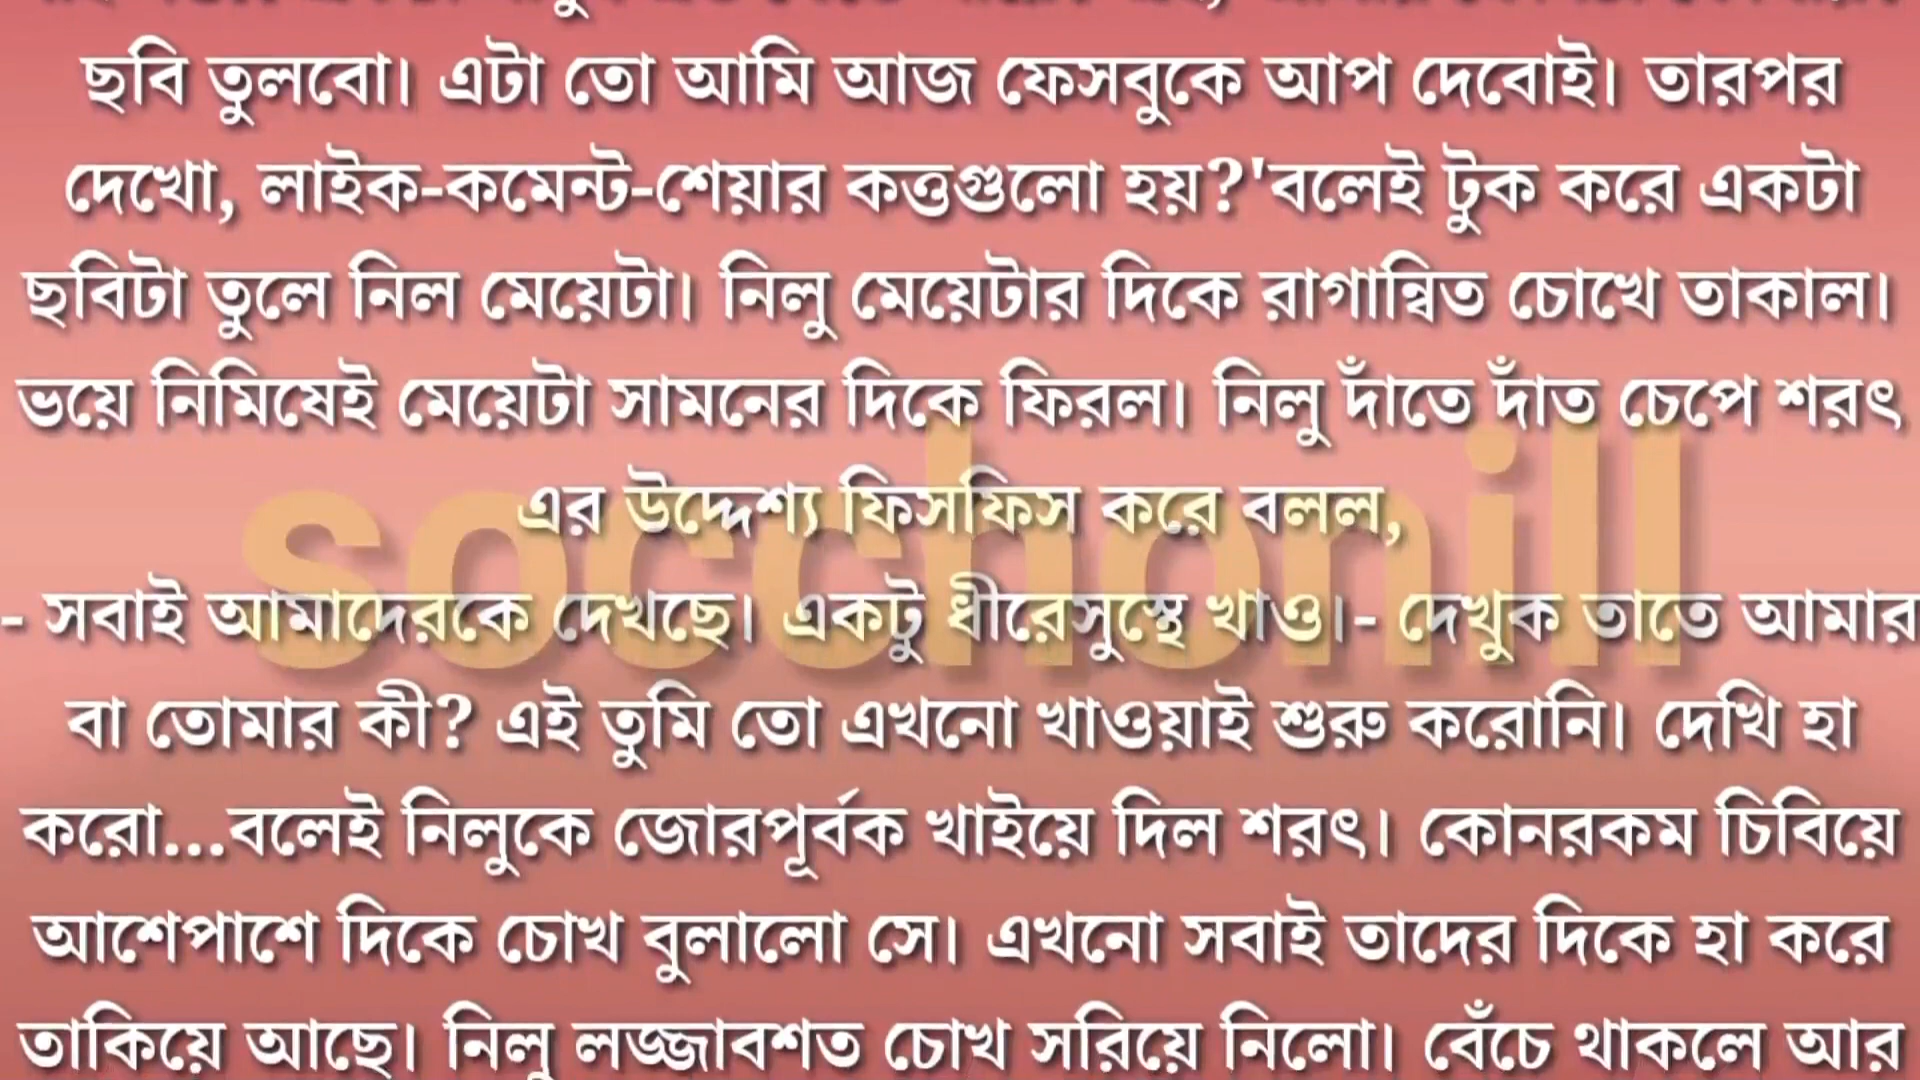 ছবি তুলবো। এটা তো আমি আজ ফেসবুকে আপ দেবোই। তারপর
দেখো, লাইক-কমেন্ট-শেয়ার কত্তগুলো হয়?'বলেই টুক করে একটা
ছবিটা তুলে নিল মেয়েটা। নিলু মেয়েটার দিকে রাগান্বিত চোখে তাকাল।
ভয়ে নিমিষেই মেয়েটা সামনের দিকে ফিরল। নিলু দাঁতে দাঁত চেপে শরৎ
এর উদ্দেশ্য ফিসফিস করে বলল,
socchonill
- সবাই আমাদেরকে দেখছে। একটু ধীরেসুস্থে খাও।- দেখুক তাতে আমার
বা তোমার কী? এই তুমি তো এখনো খাওয়াই শুরু করোনি। দেখি হা
করো...বলেই নিলুকে জোরপূর্বক খাইয়ে দিল শরৎ। কোনরকম চিবিয়ে
আশেপাশে দিকে চোখ বুলালো সে। এখনো সবাই তাদের দিকে হা করে
তাকিয়ে আছে। নিলু লজ্জাবশত চোখ সরিয়ে নিলো। বেঁচে থাকলে আর